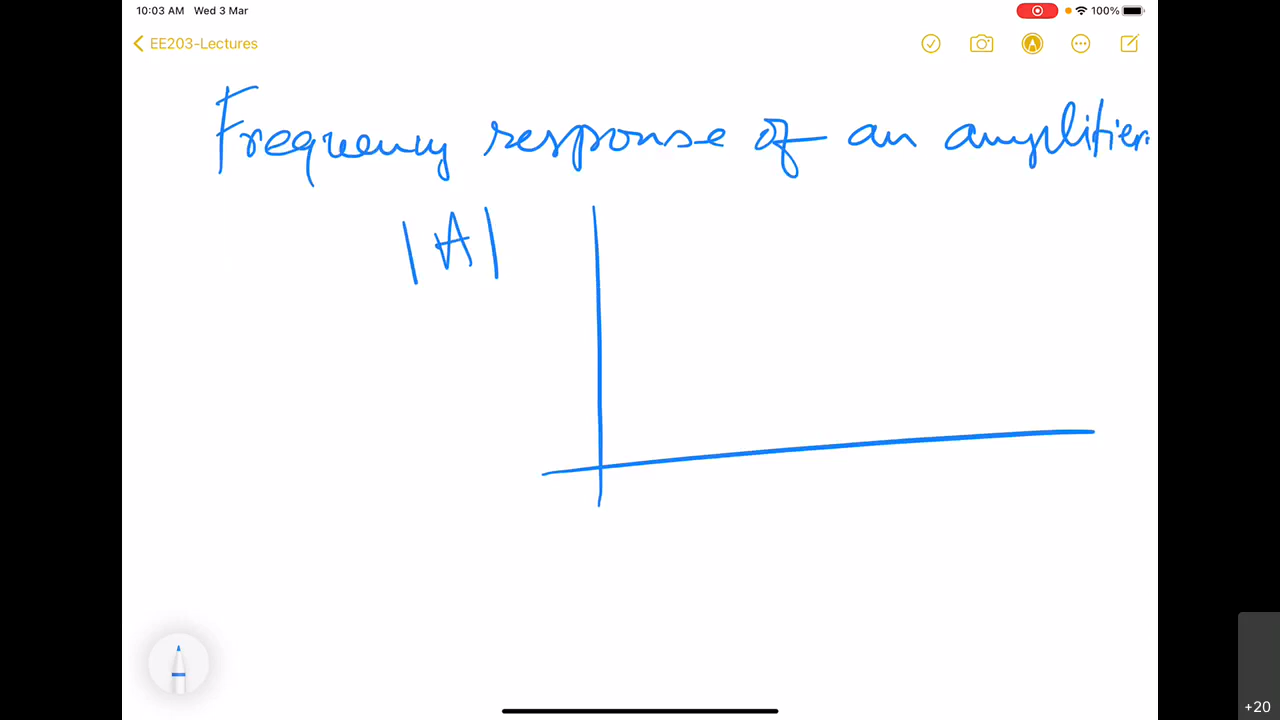 10:03 AM Wed 3 Mar
100%
EE203-Lectures
Frequency response of an amplifier.
|A|
+20